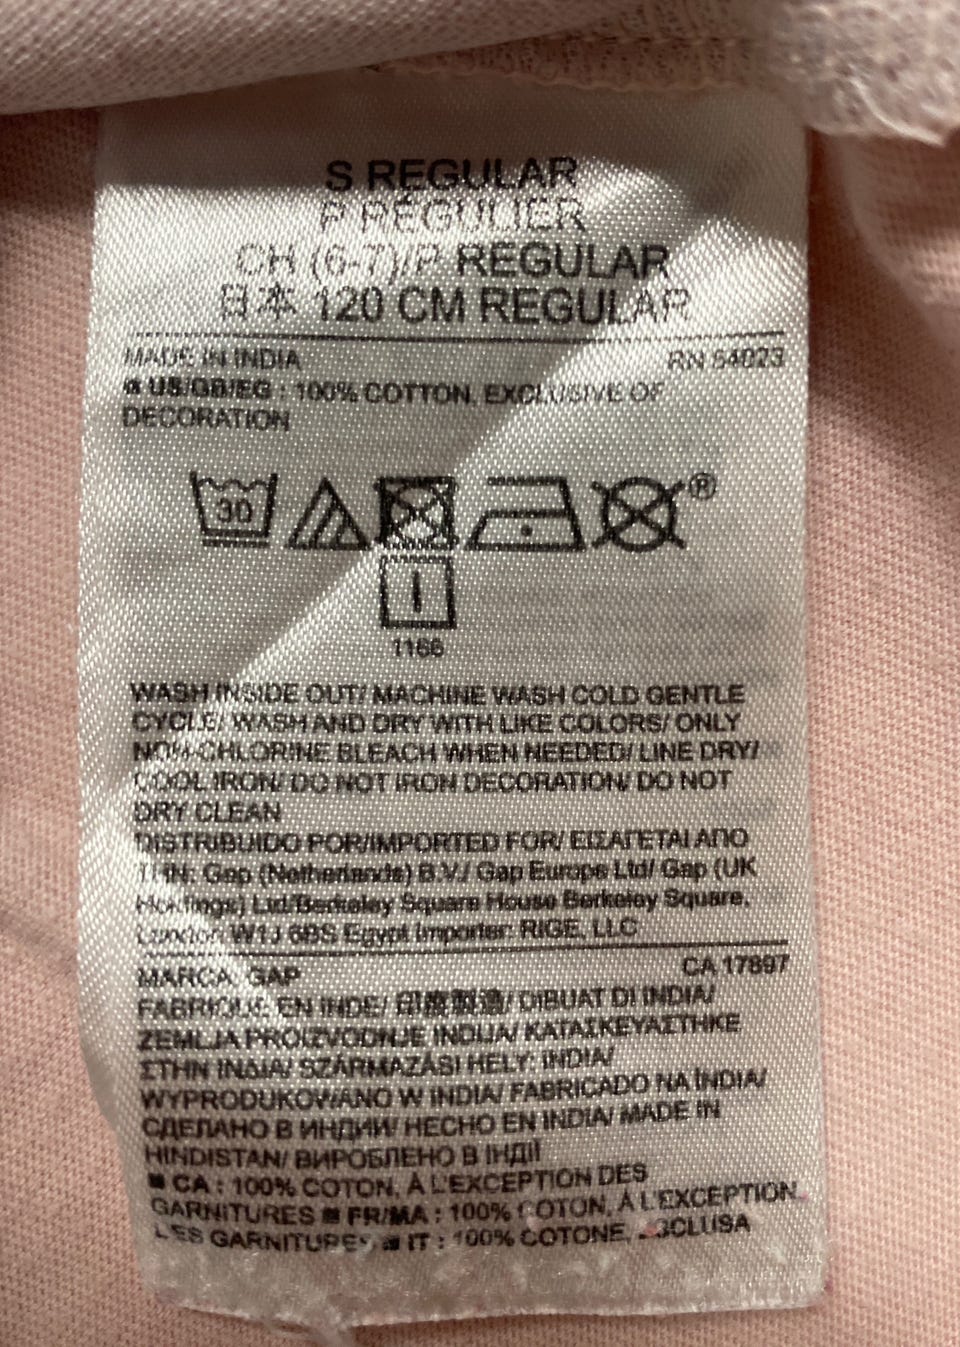 S REGULAR
P RÉGULIER
CH (6-7)/P REGULAR
日本 120 CM REGULAR
MADE IN INDIA RN 54023
■ US/GB/EG : 100% COTTON, EXCLUSIVE OF
DECORATION
30
®
1166
WASH INSIDE OUT/ MACHINE WASH COLD GENTLE
CYCLE/ WASH AND DRY WITH LIKE COLORS/ ONLY
NON-CHLORINE BLEACH WHEN NEEDED/ LINE DRY/
COOL IRON/ DO NOT IRON DECORATION/ DO NOT
DRY CLEAN
DISTRIBUIDO POR/IMPORTED FOR/ ΕΙΣΑΓΕΤΑΙ ΑΠΟ
ΤΗΝ: Gap (Netherlands) B.V./ Gap Europe Ltd/ Gap (UK
Holdings) Ltd/Berkeley Square House Berkeley Square,
London W1J 6BS Egypt Importer: RIGE, LLC
MARCA: GAP CA 17897
FABRIQUÉ EN INDE/ 印度製造/ DIBUAT DI INDIA/
ZEMLJA PROIZVODNJE INDIJA/ ΚΑΤΑΣΚΕΥΑΣΤΗΚΕ
ΣΤΗΝ ΙΝΔΙΑ/ SZÁRMAZÁSI HELY: INDIA/
WYPRODUKOWANO W INDIA/ FABRICADO NA ÍNDIA/
СДЕЛАНО В ИНДИИ/ HECHO EN INDIA/ MADE IN
HINDISTAN/ ВИРОБЛЕНО В ІНДІЇ
■ CA : 100% COTON, À L'EXCEPTION DES
GARNITURES ■ FR/MA : 100% COTON, À L'EXCEPTION
LES GARNITURES ■ IT : 100% COTONE,